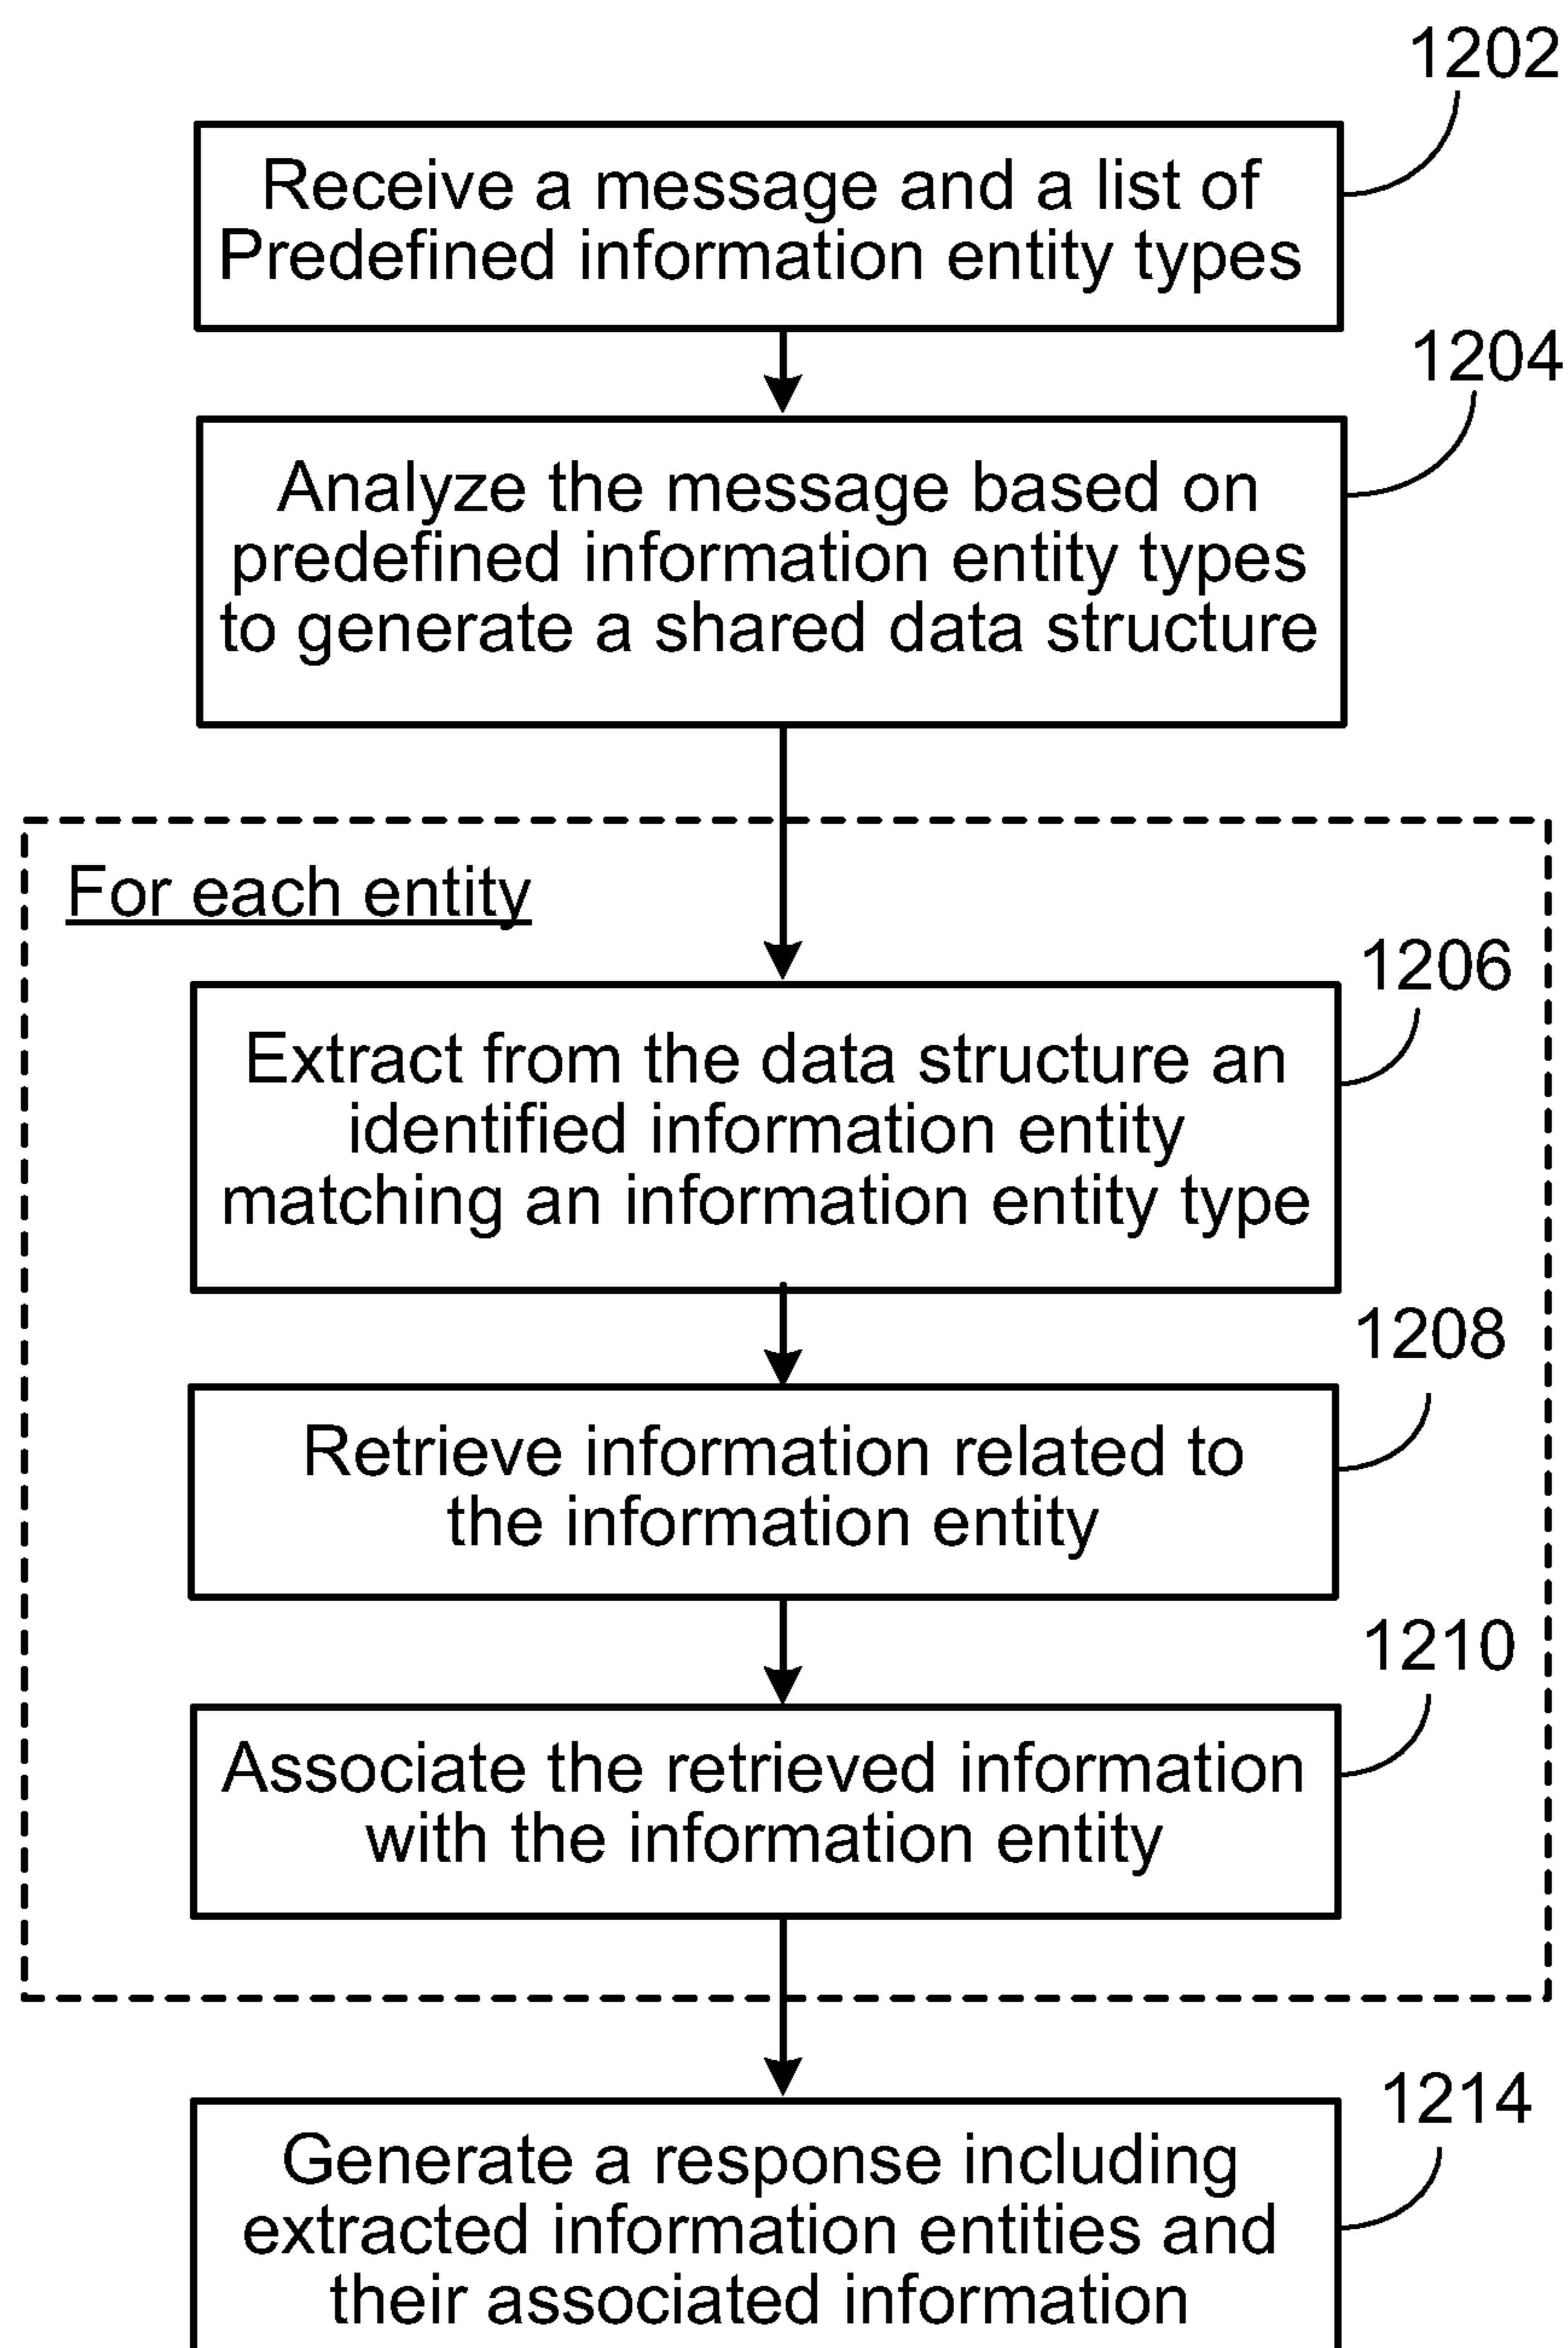 1202
Receive a message and a list of
Predefined information entity types
1204
Analyze the message based on
predefined information entity types
to generate a shared data structure
For each entity
1206
Extract from the data structure an
identified information entity
matching an information entity type
1208
Retrieve information related to
the information entity
1210
Associate the retrieved information
with the information entity
1214
Generate a response including
extracted information entities and
their associated information